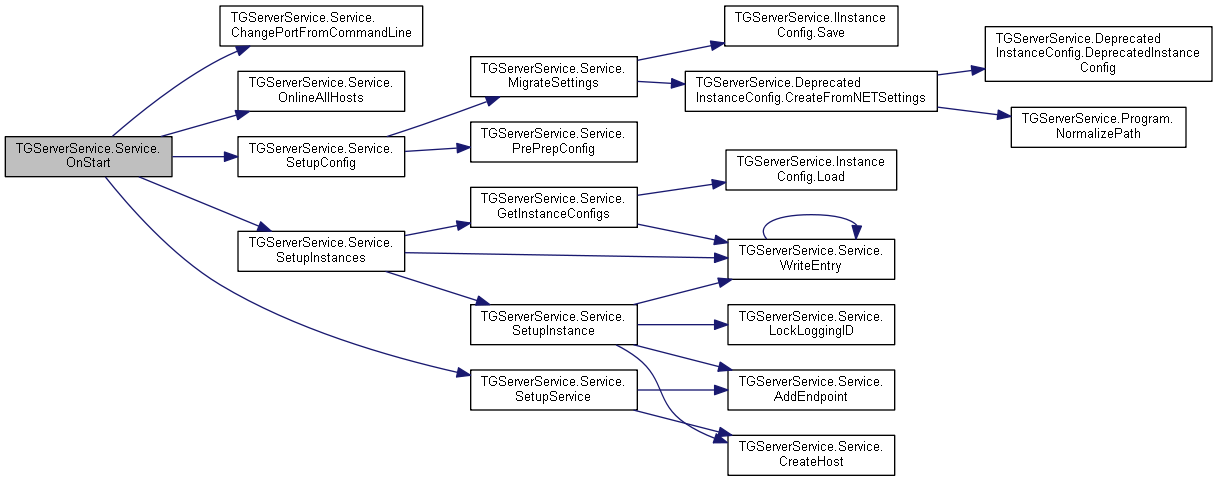 TGServerService.Service.
OnStart
TGServerService.Service.
ChangePortFromCommandLine
TGServerService.Service.
OnlineAllHosts
TGServerService.Service.
SetupConfig
TGServerService.Service.
SetupInstances
TGServerService.Service.
MigrateSettings
TGServerService.Service.
PrePrepConfig
TGServerService.Service.
GetInstanceConfigs
TGServerService.Service.
SetupInstance
TGServerService.Service.
SetupService
TGServerService.IInstance
Config.Save
TGServerService.Deprecated
InstanceConfig.CreateFromNETSettings
TGServerService.Instance
Config.Load
TGServerService.Service.
WriteEntry
TGServerService.Service.
LockLoggingID
TGServerService.Service.
AddEndpoint
TGServerService.Service.
CreateHost
TGServerService.Deprecated
InstanceConfig.DeprecatedInstance
Config
TGServerService.Program.
NormalizePath